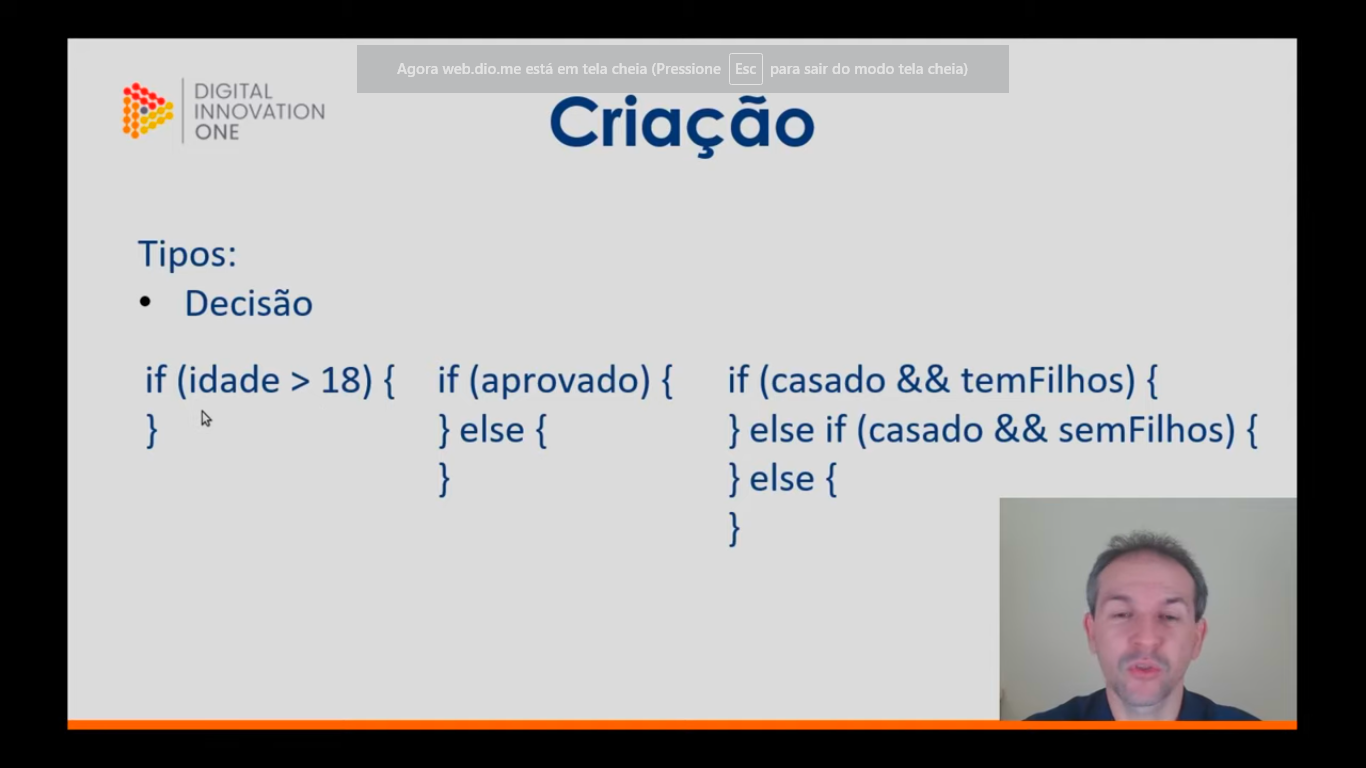 Agora web.dio.me está em tela cheia (Pressione Esc para sair do modo tela cheia)
DIGITAL
INNOVATION
ONE
Criação
Tipos:
• Decisão
if (idade > 18) {
}
if (aprovado) {
} else {
}
if (casado && temFilhos) {
} else if (casado && semFilhos) {
} else {
}